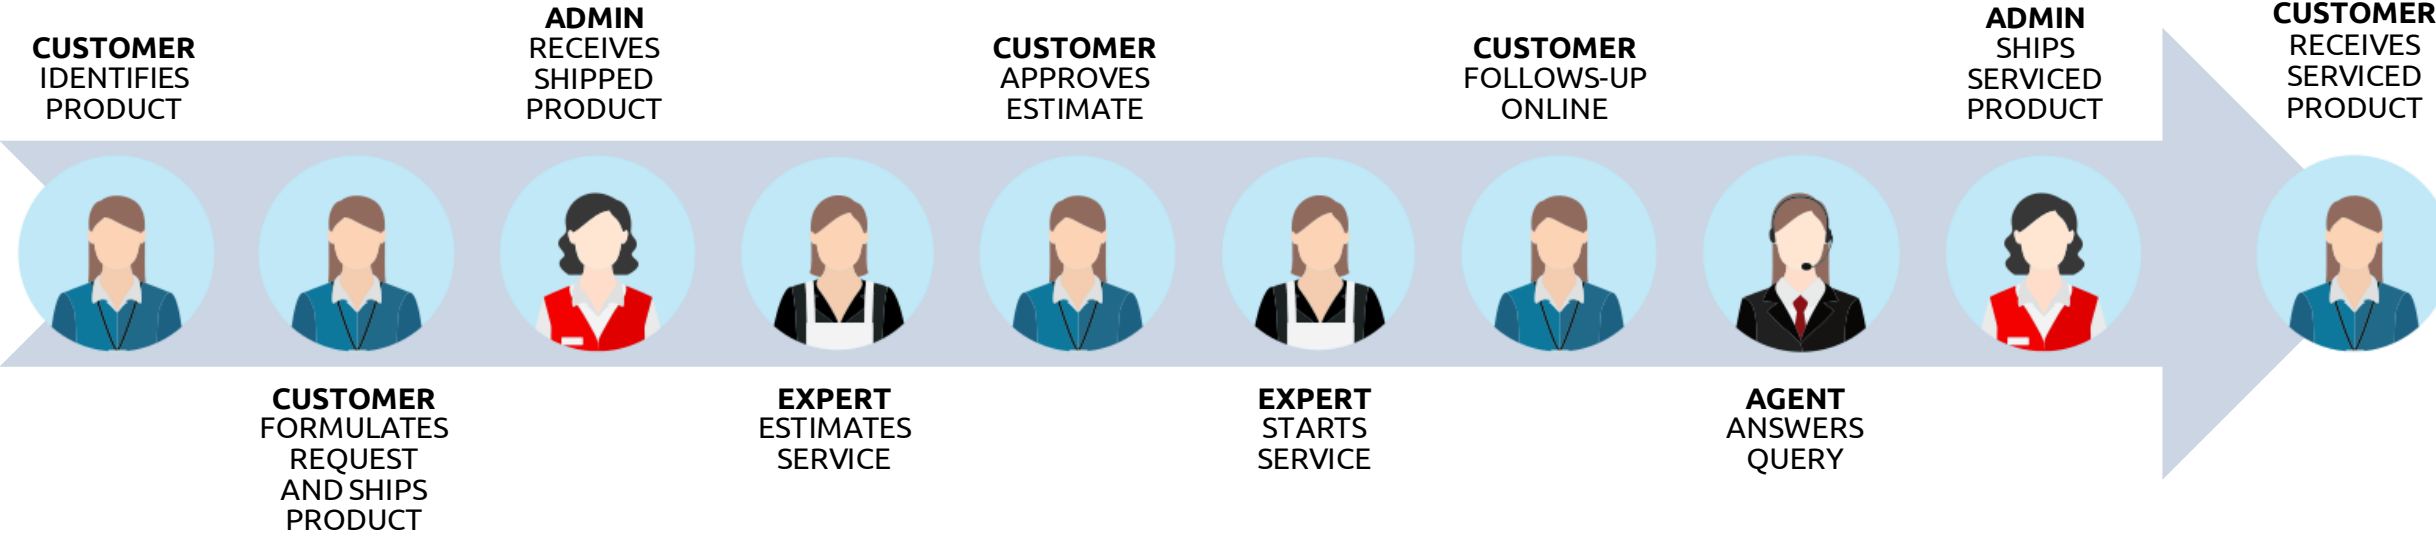 CUSTOMER
IDENTIFIES
PRODUCT
CUSTOMER
FORMULATES
REQUEST
AND SHIPS
PRODUCT
ADMIN
RECEIVES
SHIPPED
PRODUCT
EXPERT
ESTIMATES
SERVICE
CUSTOMER
APPROVES
ESTIMATE
EXPERT
STARTS
SERVICE
CUSTOMER
FOLLOWS-UP
ONLINE
AGENT
ANSWERS
QUERY
ADMIN
SHIPS
SERVICED
PRODUCT
CUSTOMER
RECEIVES
SERVICED
PRODUCT